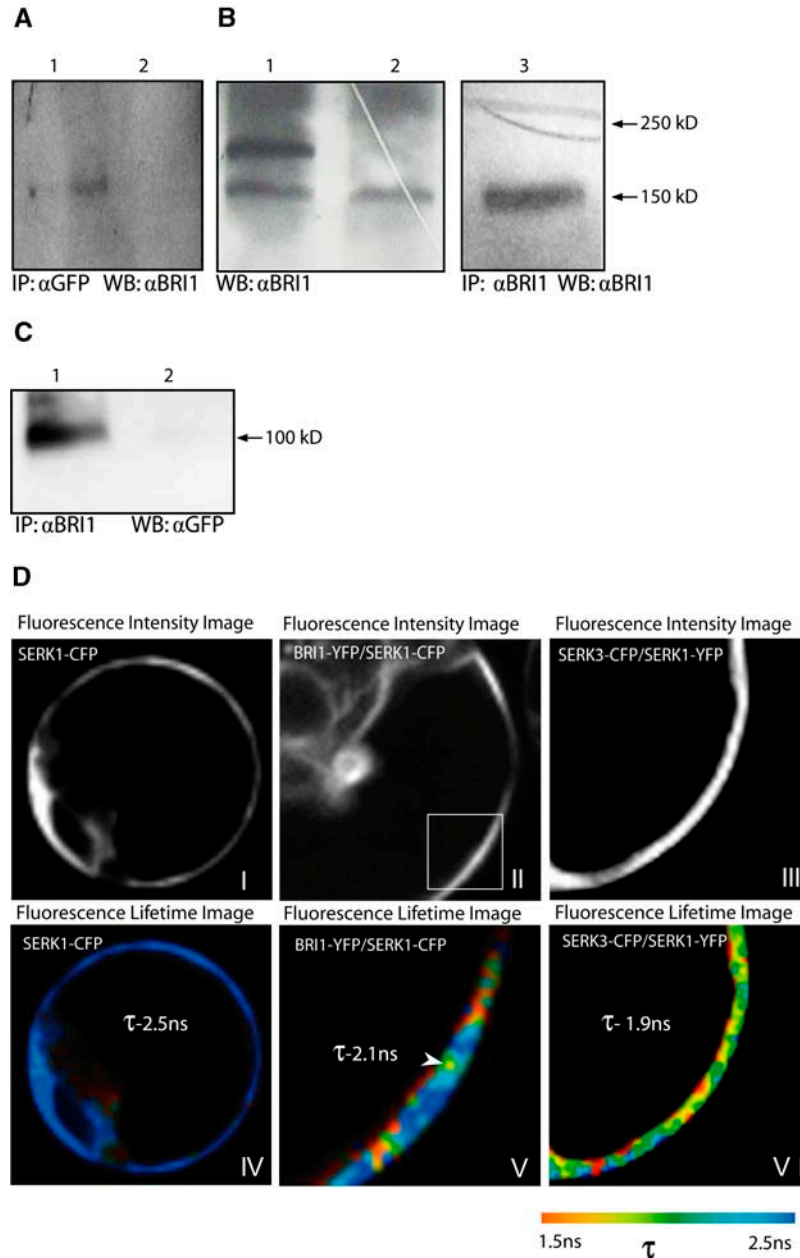 A
B
1
2
1
2
3
250 kD
150 kD
IP: αGFP WB: αBRI1
WB: αBRI1
IP: αBRI1 WB: αBRI1
C
1
2
100 kD
IP: αBRI1 WB: αGFP
D
Fluorescence Intensity Image
Fluorescence Intensity Image
Fluorescence Intensity Image
SERK1-CFP
BRI1-YFP/SERK1-CFP
SERK3-CFP/SERK1-YFP
I
II
III
Fluorescence Lifetime Image
Fluorescence Lifetime Image
Fluorescence Lifetime Image
SERK1-CFP
BRI1-YFP/SERK1-CFP
SERK3-CFP/SERK1-YFP
τ-2.5ns
τ-2.1ns
τ- 1.9ns
IV
V
V I
1.5ns
τ
2.5ns